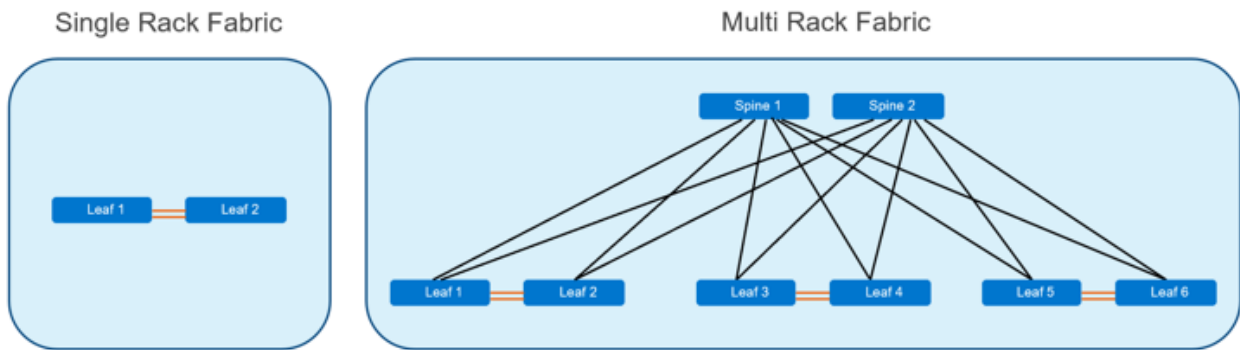 Single Rack Fabric
Multi Rack Fabric
Spine 1
Spine 2
Leaf 1
Leaf 2
Leaf 1
Leaf 2
Leaf 3
Leaf 4
Leaf 5
Leaf 6